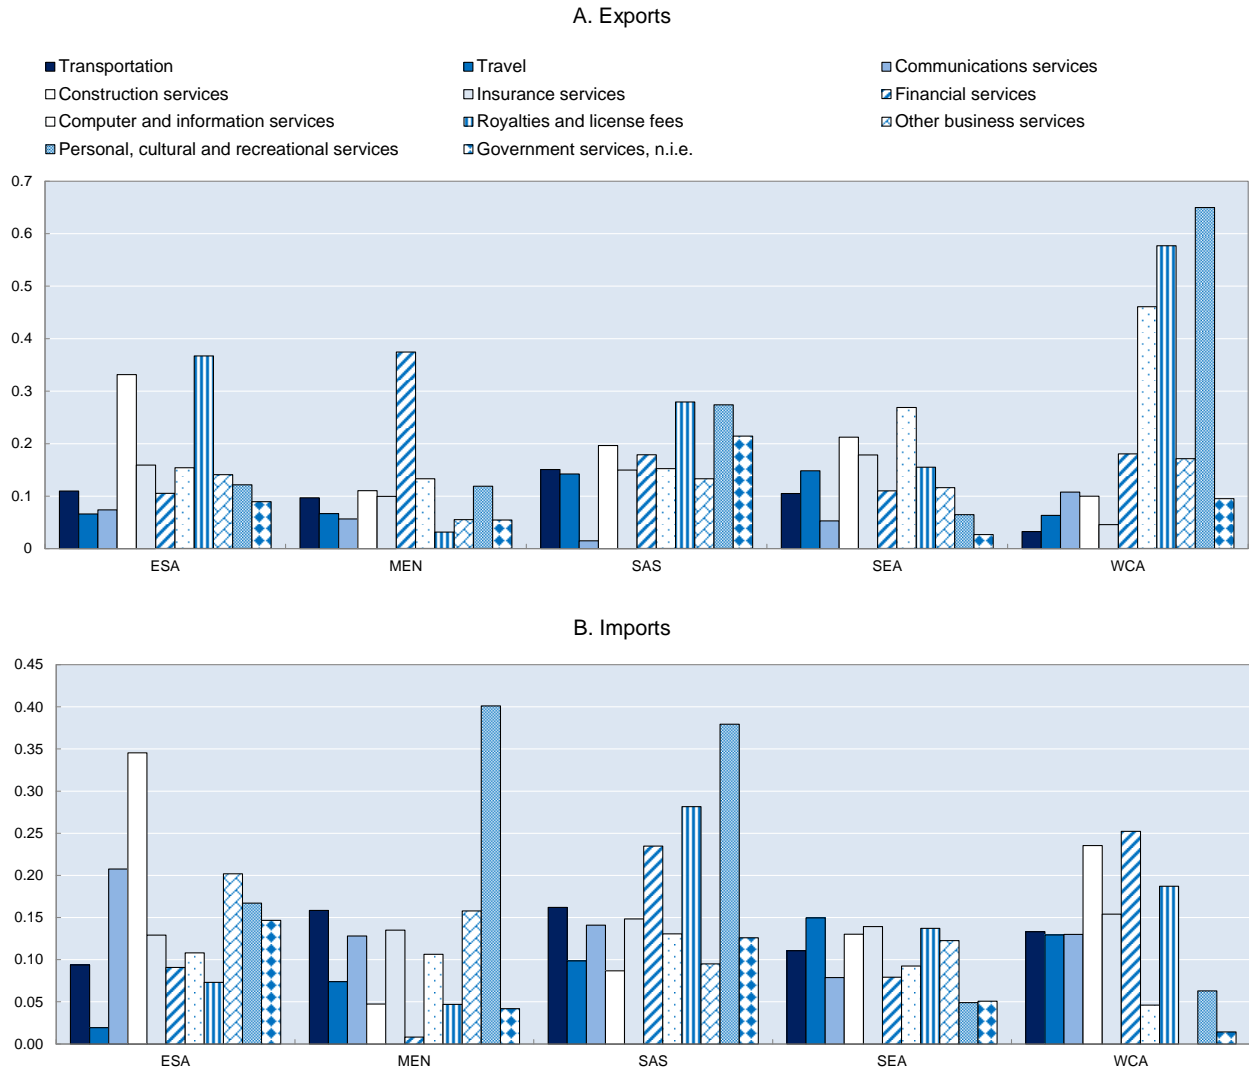 A. Exports
Transportation Travel Communications services
Construction services Insurance services Financial services
Computer and information services Royalties and license fees Other business services
Personal, cultural and recreational services Government services, n.i.e.
0.7
0.6
0.5
0.4
0.3
0.2
0.1
0
ESA MEN SAS SEA WCA
B. Imports
0.45
0.40
0.35
0.30
0.25
0.20
0.15
0.10
0.05
0.00
ESA MEN SAS SEA WCA